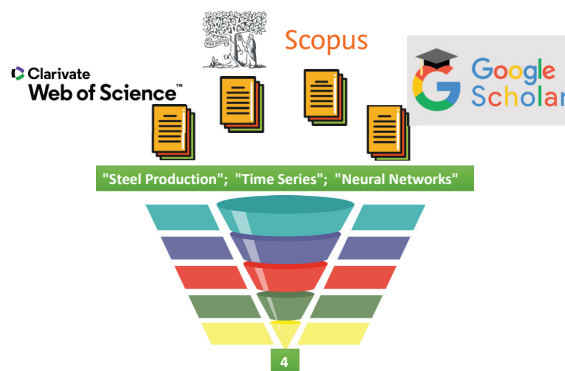 Scopus
Clarivate
Web of Science™
Google
Scholar
"Steel Production"; "Time Series"; "Neural Networks"
4